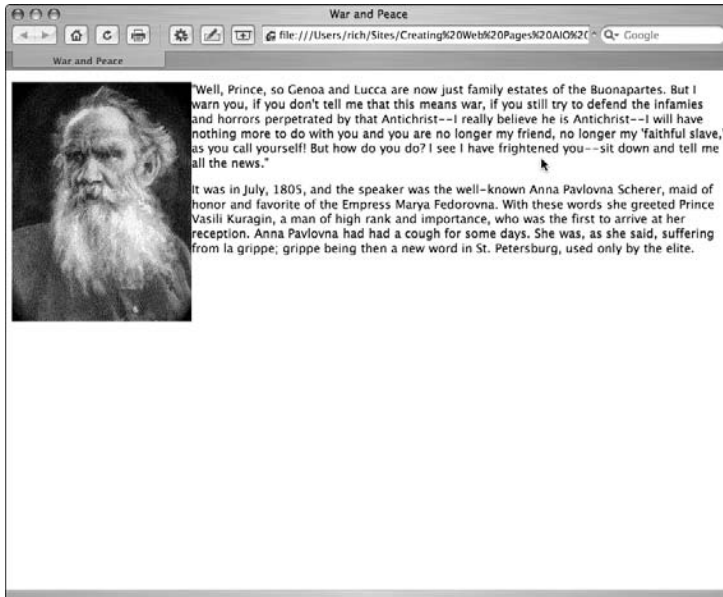 War and Peace
file:///Users/rich/Sites/Creating%20Web%20Pages%20AIO%2(
Google
War and Peace
"Well, Prince, so Genoa and Lucca are now just family estates of the Buonapartes. But I
warn you, if you don't tell me that this means war, if you still try to defend the infamies
and horrors perpetrated by that Antichrist--I really believe he is Antichrist--I will have
nothing more to do with you and you are no longer my friend, no longer my 'faithful slave,'
as you call yourself! But how do you do? I see I have frightened you--sit down and tell me
all the news."
It was in July, 1805, and the speaker was the well-known Anna Pavlovna Scherer, maid of
honor and favorite of the Empress Marya Fedorovna. With these words she greeted Prince
Vasili Kuragin, a man of high rank and importance, who was the first to arrive at her
reception. Anna Pavlovna had had a cough for some days. She was, as she said, suffering
from la grippe; grippe being then a new word in St. Petersburg, used only by the elite.